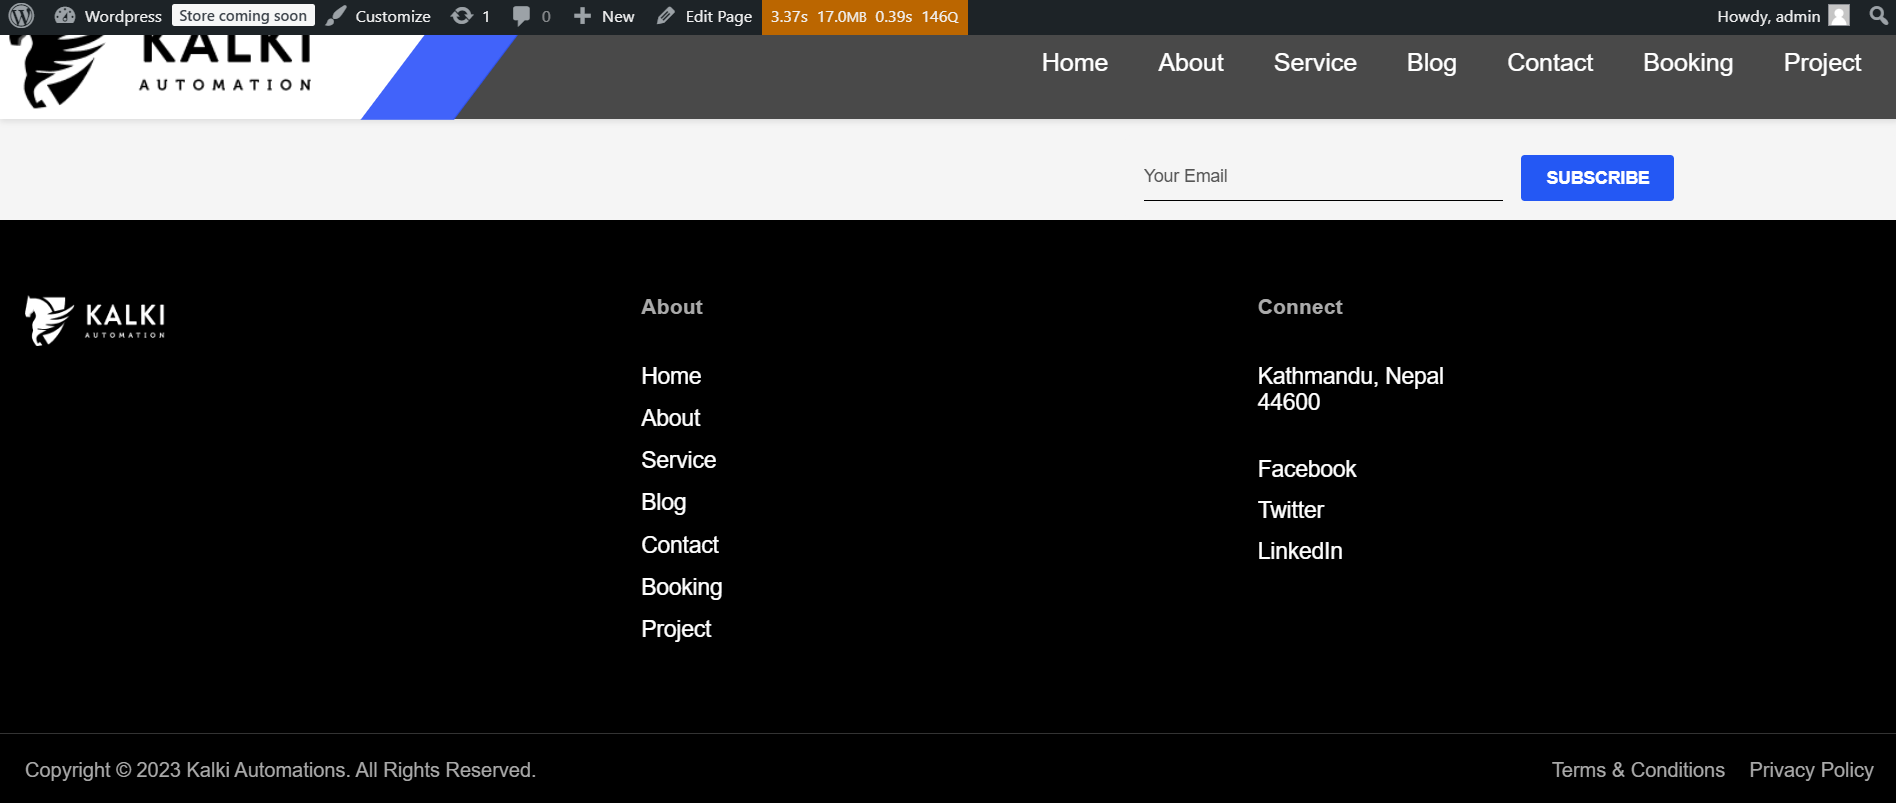 Wordpress Store coming soon Customize 1 0 New Edit Page 3.37s 17.0MB 0.39s 146Q Howdy, admin
KALKI
AUTOMATION
Home About Service Blog Contact Booking Project
Your Email SUBSCRIBE
KALKI
AUTOMATION
About
Home
About
Service
Blog
Contact
Booking
Project
Connect
Kathmandu, Nepal
44600
Facebook
Twitter
LinkedIn
Copyright © 2023 Kalki Automations. All Rights Reserved. Terms & Conditions Privacy Policy